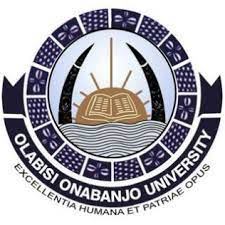 OLABISI ONABANJO UNIVERSITY
EXCELLENTIA HUMANA ET PATRIAE OPUS